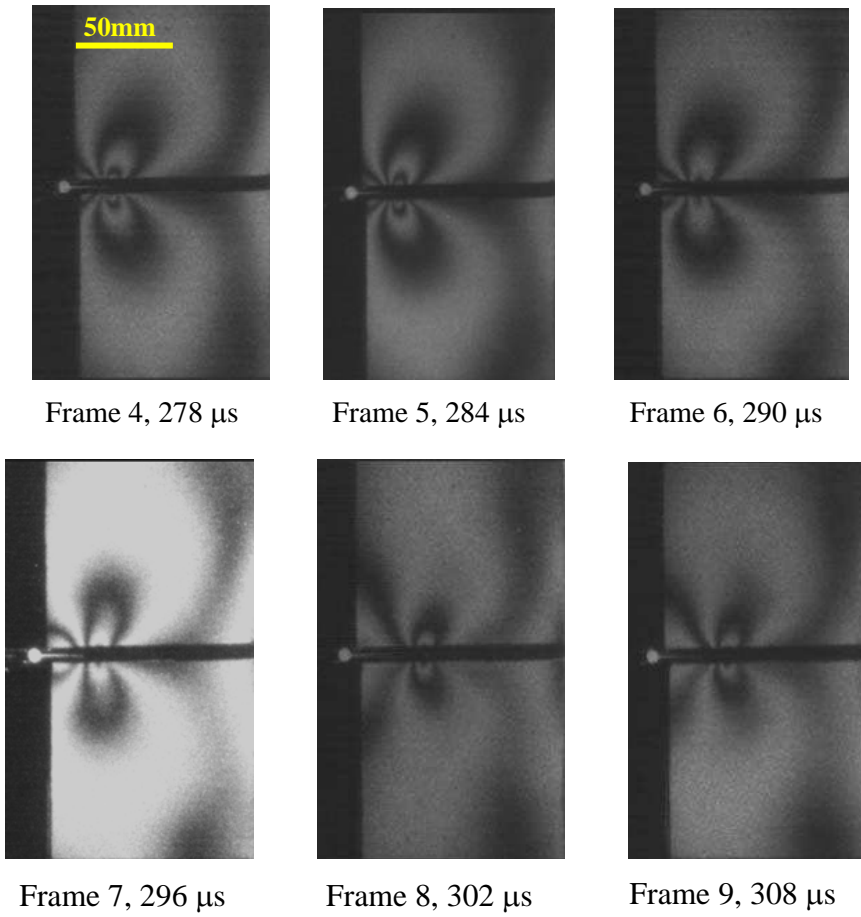 50mm
Frame 4, 278 μs
Frame 5, 284 μs
Frame 6, 290 μs
Frame 7, 296 μs
Frame 8, 302 μs
Frame 9, 308 μs